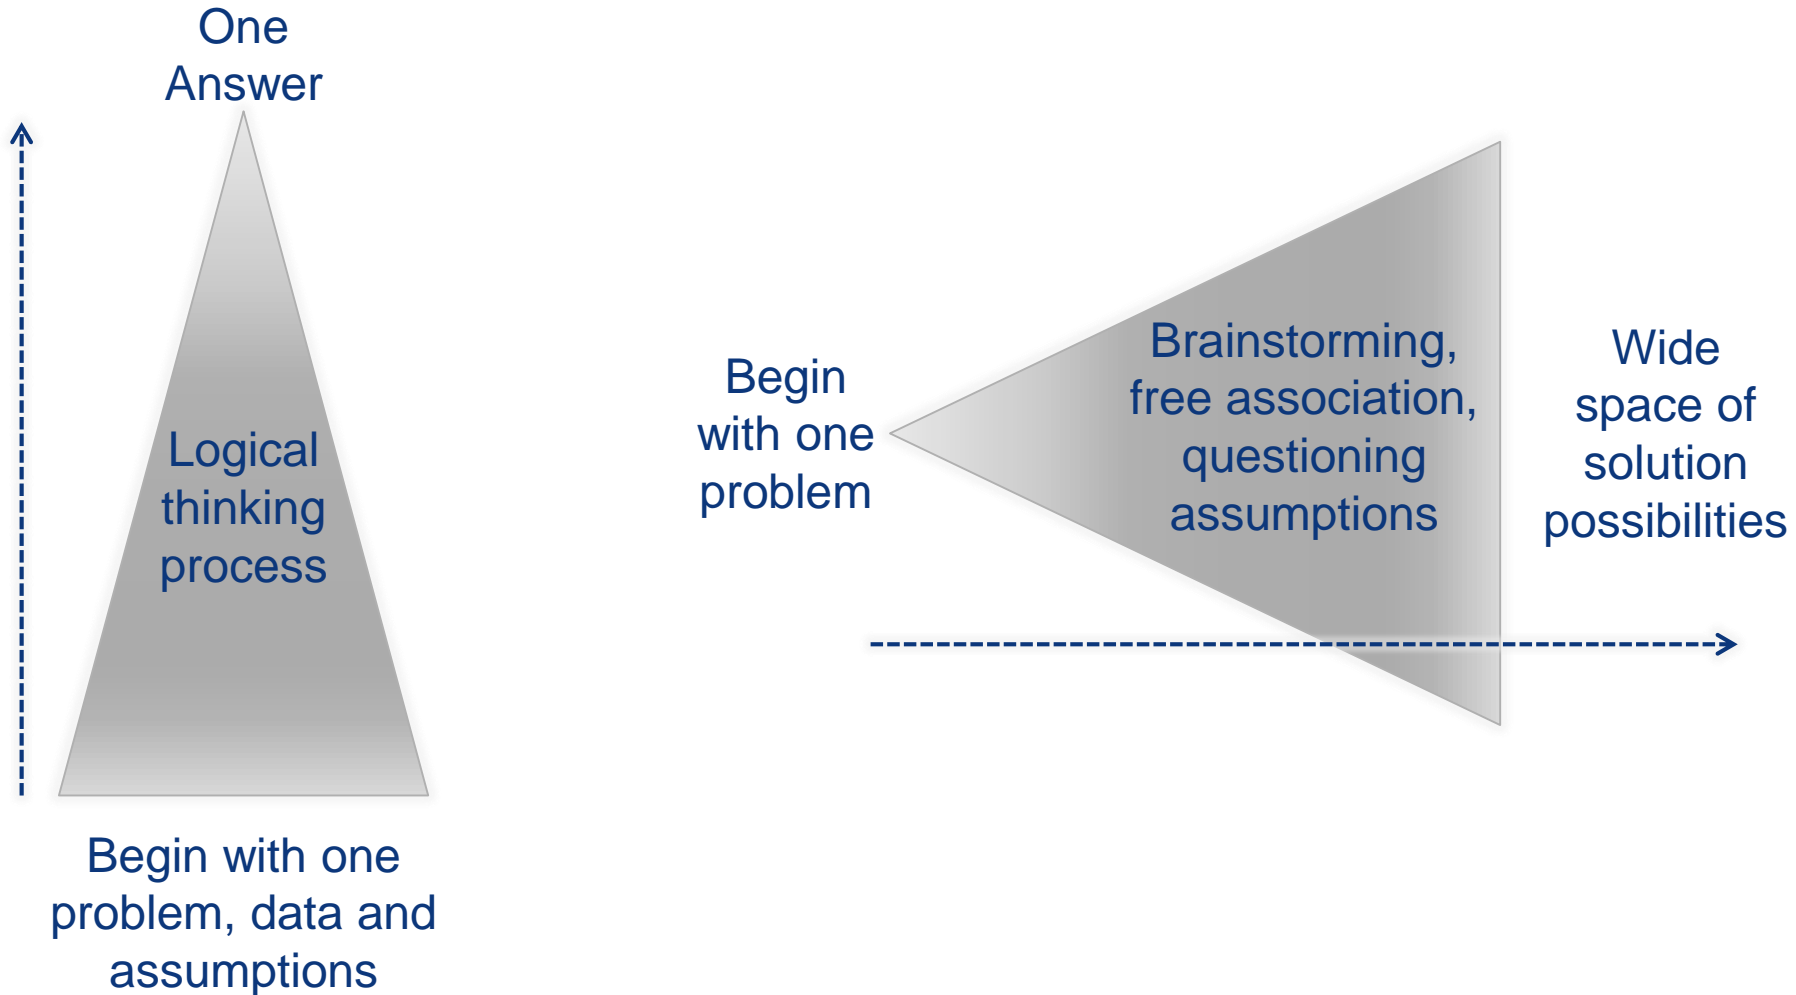 One
Answer
Logical
thinking
process
Begin with one
problem, data and
assumptions
Begin
with one
problem
Brainstorming,
free association,
questioning
assumptions
Wide
space of
solution
possibilities